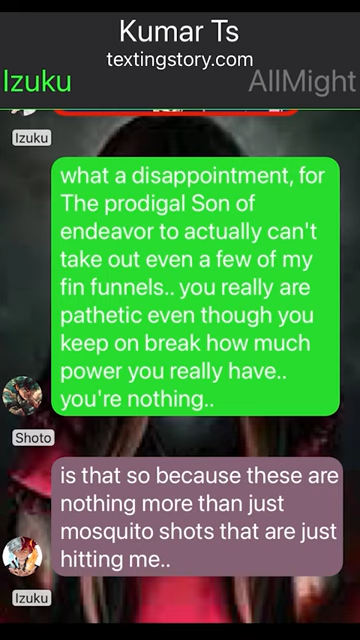 Kumar Ts
textingstory.com
Izuku
AllMight
Izuku
what a disappointment, for
The prodigal Son of
endeavor to actually can't
take out even a few of my
fin funnels.. you really are
pathetic even though you
keep on break how much
power you really have..
you're nothing..
Shoto
is that so because these are
nothing more than just
mosquito shots that are just
hitting me..
Izuku